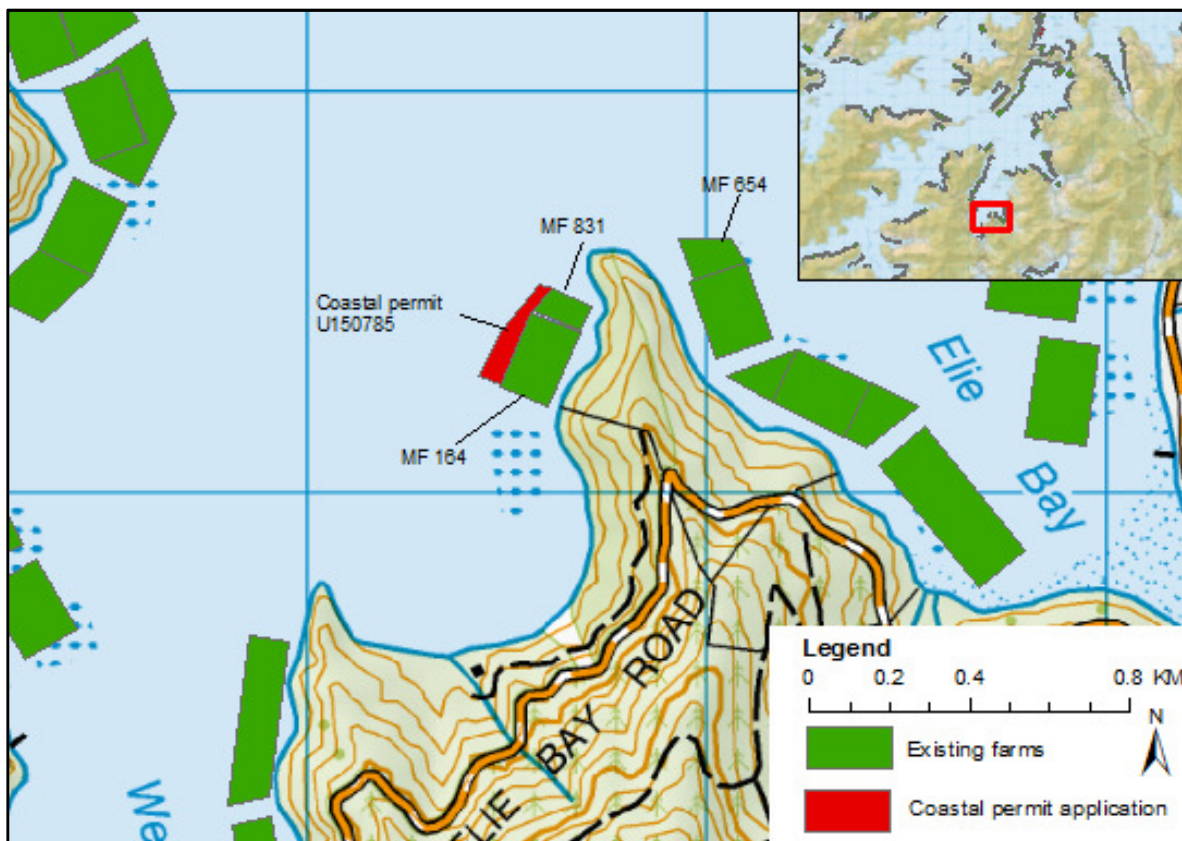 MF 654
MF 831
Coastal permit
U150785
MF 164
Elie
Bay
ELIE BAY ROAD
We
Legend
0 0.2 0.4 0.8 KM
N
Existing farms
Coastal permit application